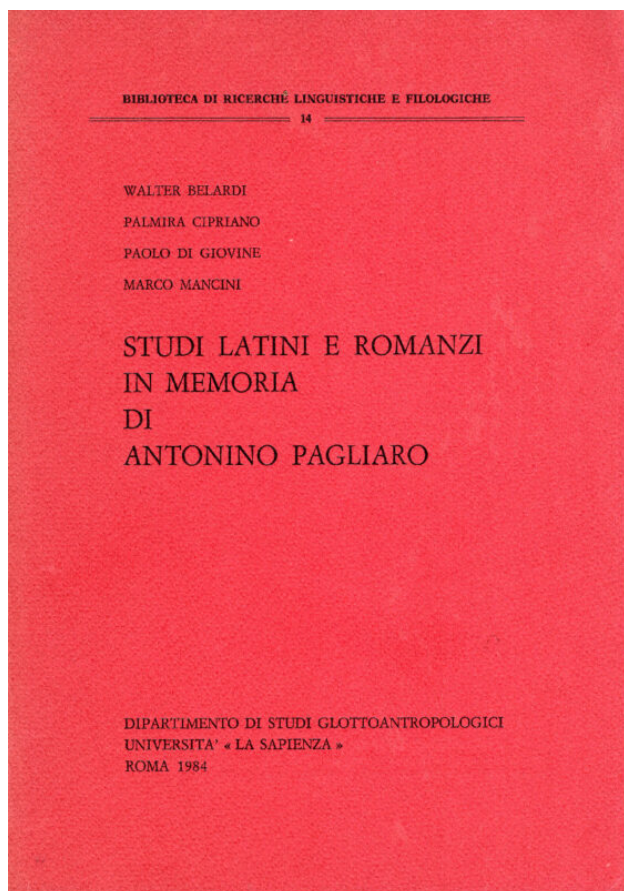 BIBLIOTECA DI RICERCHE LINGUISTICHE E FILOLOGICHE
14
WALTER BELARDI
PALMIRA CIPRIANO
PAOLO DI GIOVINE
MARCO MANCINI
STUDI LATINI E ROMANZI
IN MEMORIA
DI
ANTONINO PAGLIARO
DIPARTIMENTO DI STUDI GLOTTOANTROPOLOGICI
UNIVERSITA' « LA SAPIENZA »
ROMA 1984